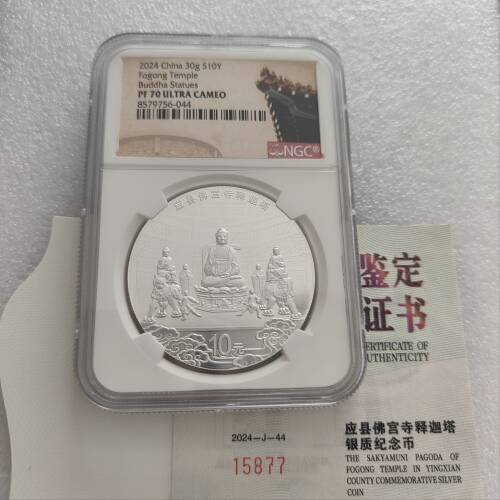 2024 China 30g S10Y
Fogong Temple
Buddha Statues
PF 70 ULTRA CAMEO
8579756-044
NGC®
应县佛宫寺释迦塔
10元
鉴定
证书
CERTIFICATE OF
AUTHENTICITY
2024-J-44
15877
应县佛宫寺释迦塔
银质纪念币
THE SAKYAMUNI PAGODA OF
FOGONG TEMPLE IN YINGXIAN
COUNTY COMMEMORATIVE SILVER
COIN